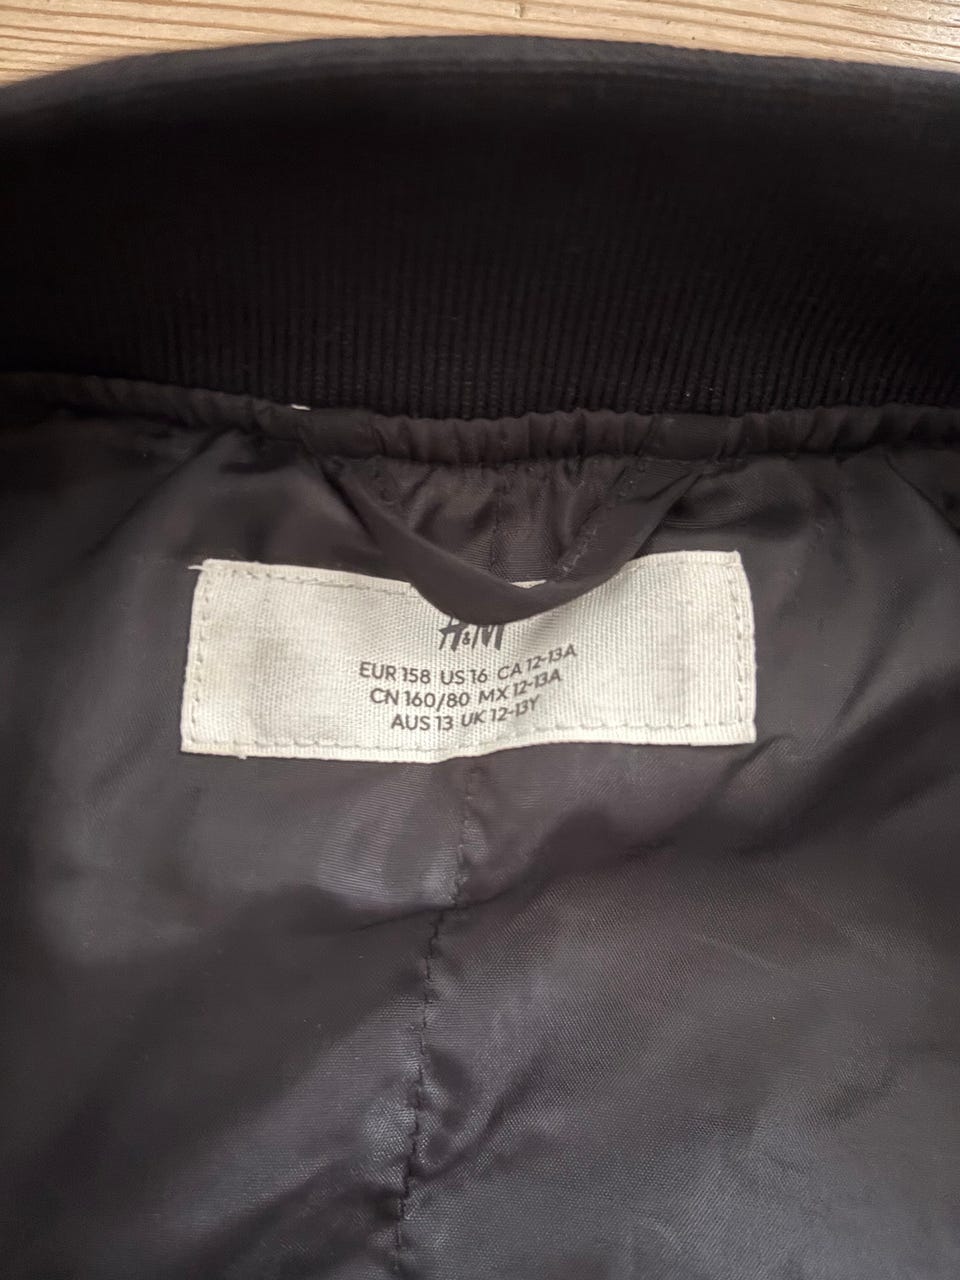 H&M
EUR 158 US 16 CA 12-13A
CN 160/80 MX 12-13A
AUS 13 UK 12-13Y